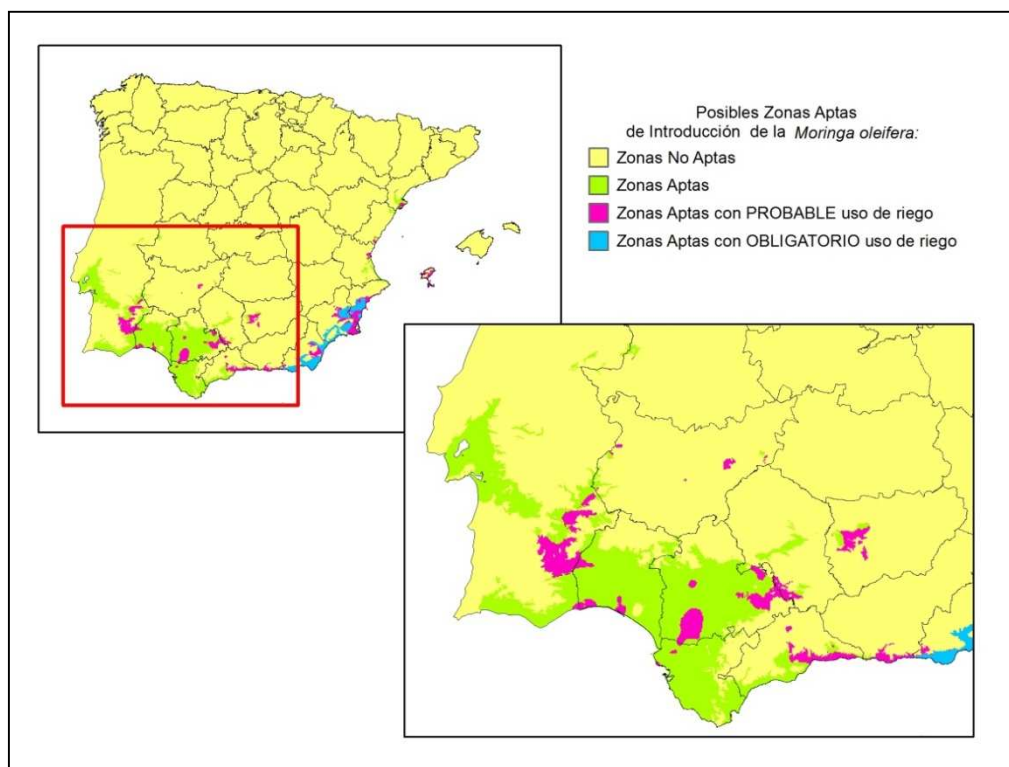 Posibles Zonas Aptas
de Introducción de la Moringa oleifera:
Zonas No Aptas
Zonas Aptas
Zonas Aptas con PROBABLE uso de riego
Zonas Aptas con OBLIGATORIO uso de riego